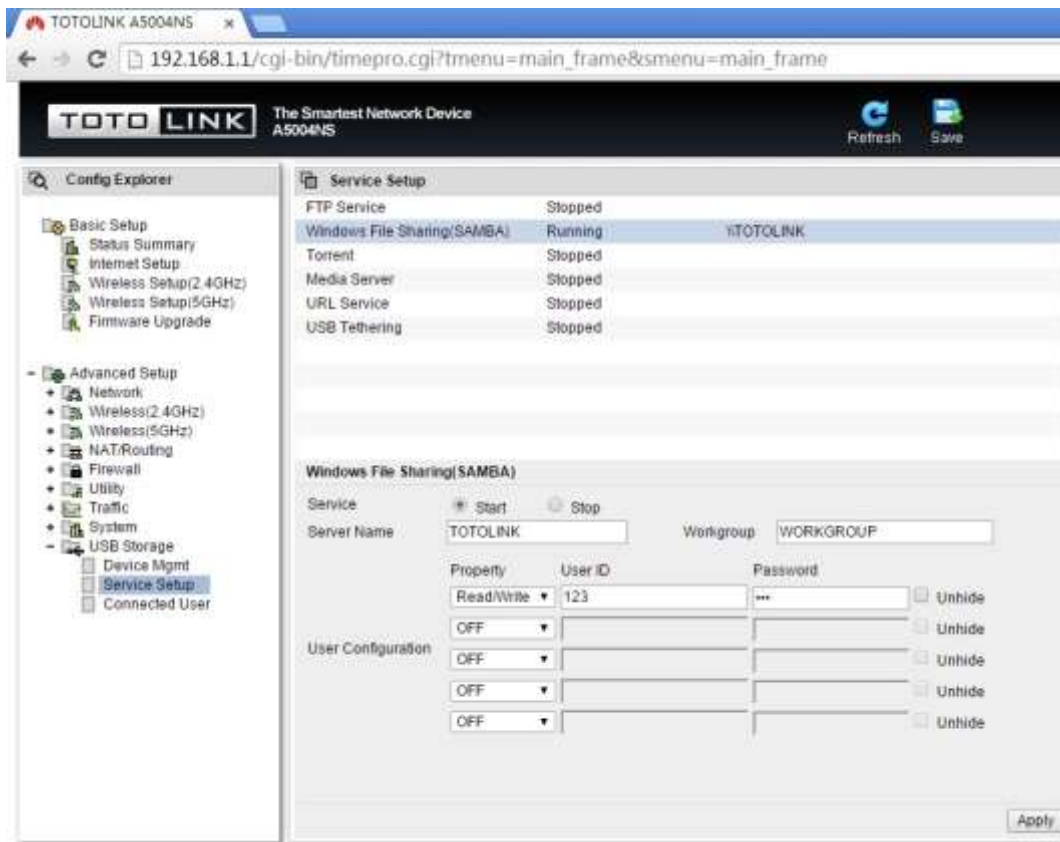 TOTOLINK A5004NS
192.168.1.1/cgi-bin/timepro.cgi?tmenu=main_frame&smenu=main_frame
TOTO LINK
The Smartest Network Device
A5004NS
Refresh
Save
Config Explorer
Basic Setup
Status Summary
Internet Setup
Wireless Setup(2.4GHz)
Wireless Setup(5GHz)
Firmware Upgrade
Advanced Setup
Network
Wireless(2.4GHz)
Wireless(5GHz)
NAT/Routing
Firewall
Utility
Traffic
System
USB Storage
Device Mgmt
Service Setup
Connected User
Service Setup
FTP Service Stopped
Windows File Sharing(SAMBA) Running \\TOTOLINK
Torrent Stopped
Media Server Stopped
URL Service Stopped
USB Tethering Stopped
Windows File Sharing(SAMBA)
Service Start Stop
Server Name TOTOLINK Workgroup WORKGROUP
Property User ID Password
Read/Write 123 ••• Unhide
OFF Unhide
User Configuration
OFF Unhide
OFF Unhide
OFF Unhide
Apply